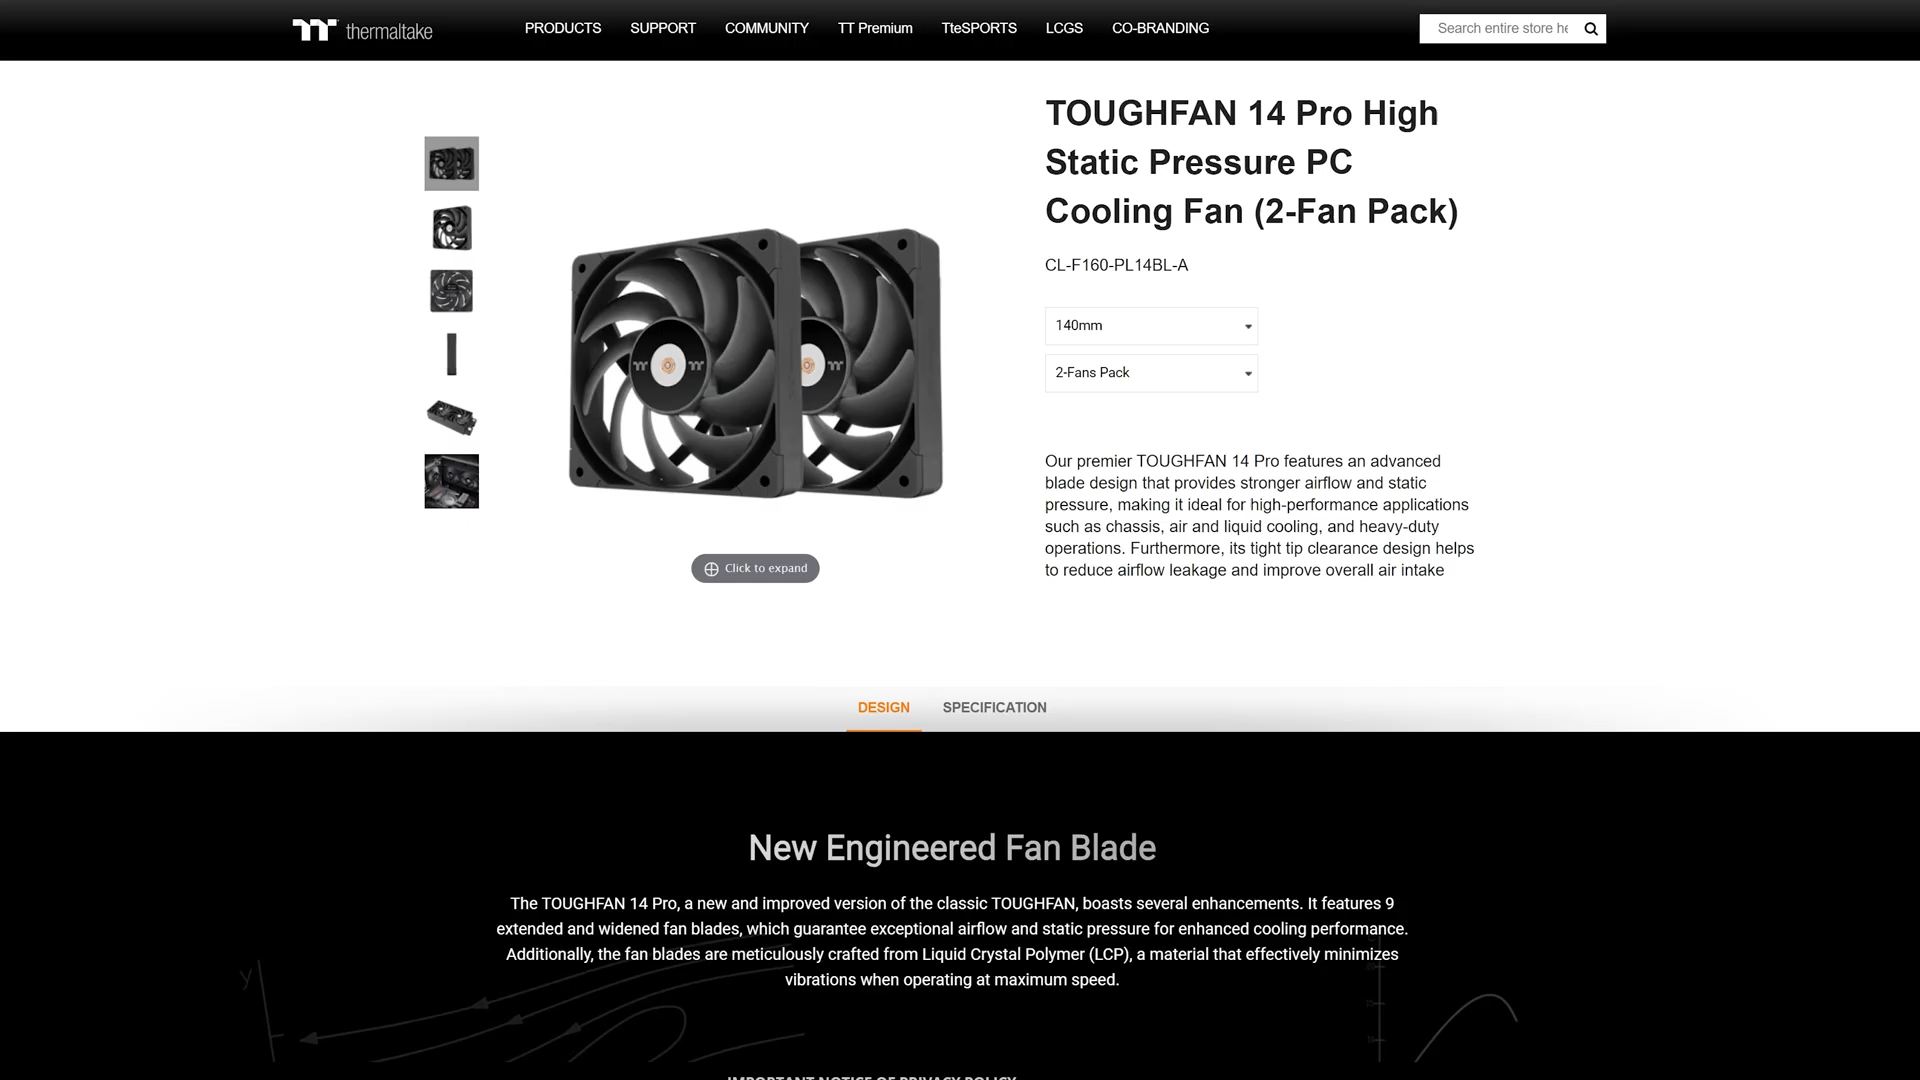 thermaltake
PRODUCTS SUPPORT COMMUNITY TT Premium TteSPORTS LCGS CO-BRANDING
Search entire store he
TOUGHFAN 14 Pro High
Static Pressure PC
Cooling Fan (2-Fan Pack)
CL-F160-PL14BL-A
140mm
2-Fans Pack
Our premier TOUGHFAN 14 Pro features an advanced
blade design that provides stronger airflow and static
pressure, making it ideal for high-performance applications
such as chassis, air and liquid cooling, and heavy-duty
operations. Furthermore, its tight tip clearance design helps
to reduce airflow leakage and improve overall air intake
Click to expand
DESIGN SPECIFICATION
New Engineered Fan Blade
The TOUGHFAN 14 Pro, a new and improved version of the classic TOUGHFAN, boasts several enhancements. It features 9
extended and widened fan blades, which guarantee exceptional airflow and static pressure for enhanced cooling performance.
Additionally, the fan blades are meticulously crafted from Liquid Crystal Polymer (LCP), a material that effectively minimizes
vibrations when operating at maximum speed.
y
IMPORTANT NOTICE OF PRIVACY POLICY